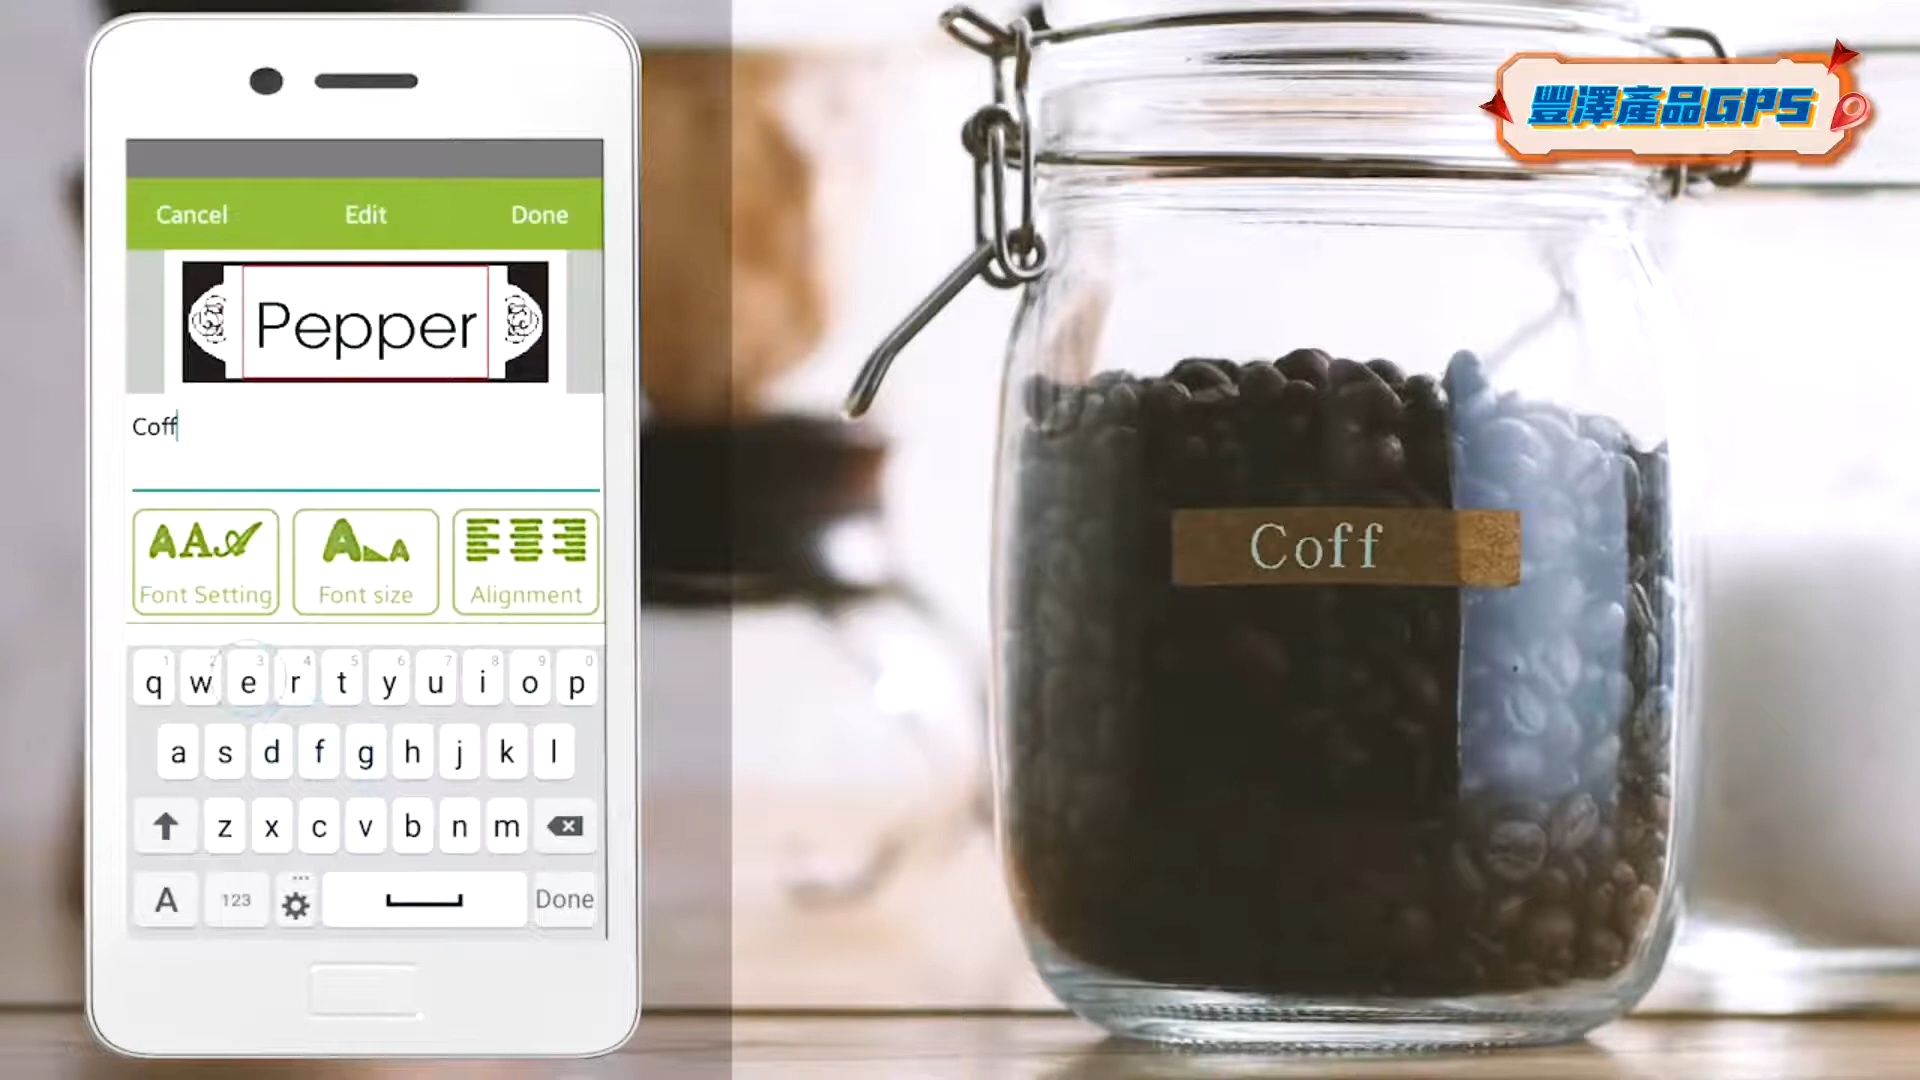 豐澤產品GPS
Cancel Edit Done
Pepper
Coff
Font Setting Font size Alignment
1 2 3 4 5 6 7 8 9 0
q w e r t y u i o p
a s d f g h j k l
z x c v b n m
A 123 Done
Coff